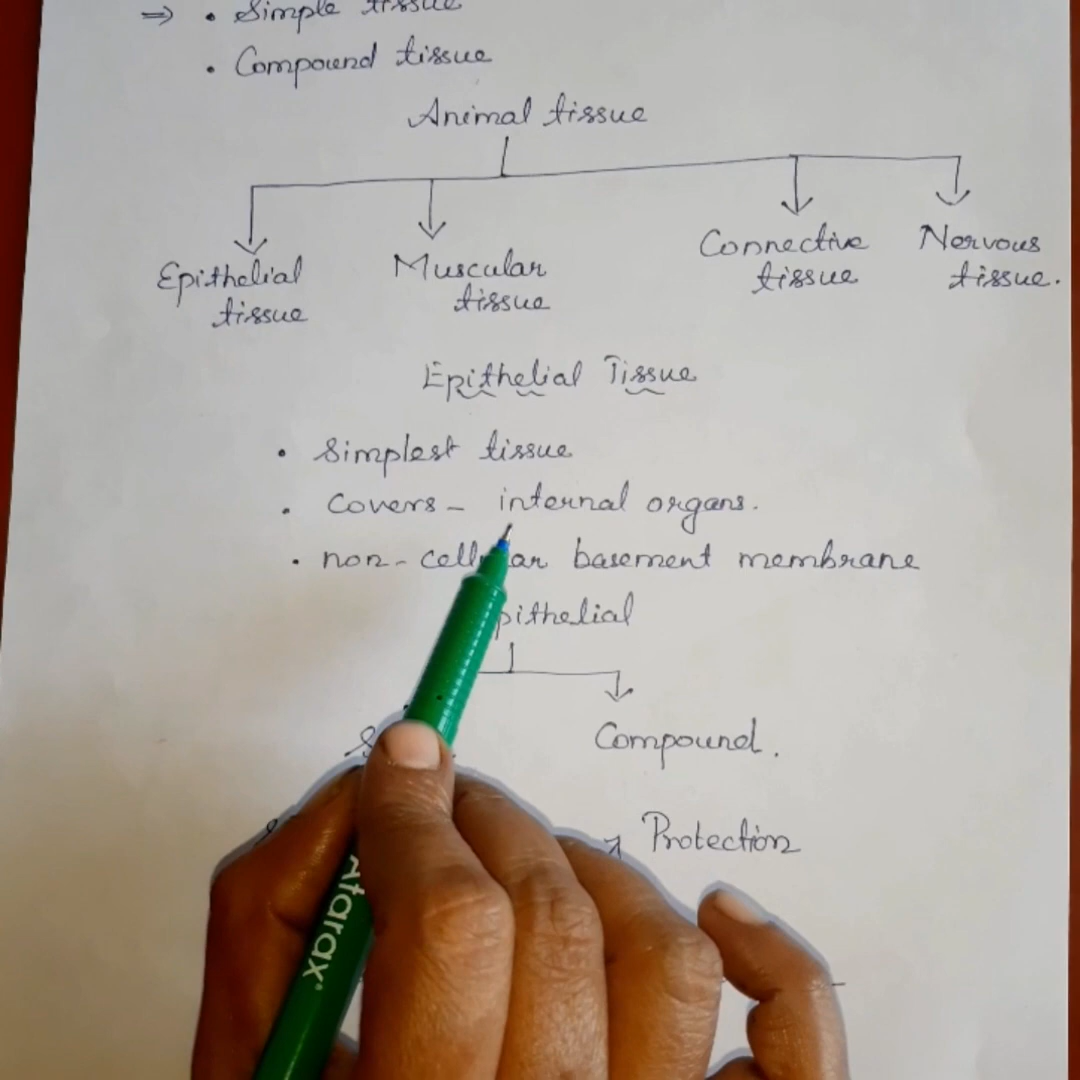 ⇒ • Simple tissue
• Compound tissue
Animal tissue
Epithelial tissue
Muscular tissue
Connective tissue
Nervous tissue.
Epithelial Tissue
• Simplest tissue
• Covers - internal organs.
• non-cellular basement membrane
Epithelial
Compound.
Protection
Atarax